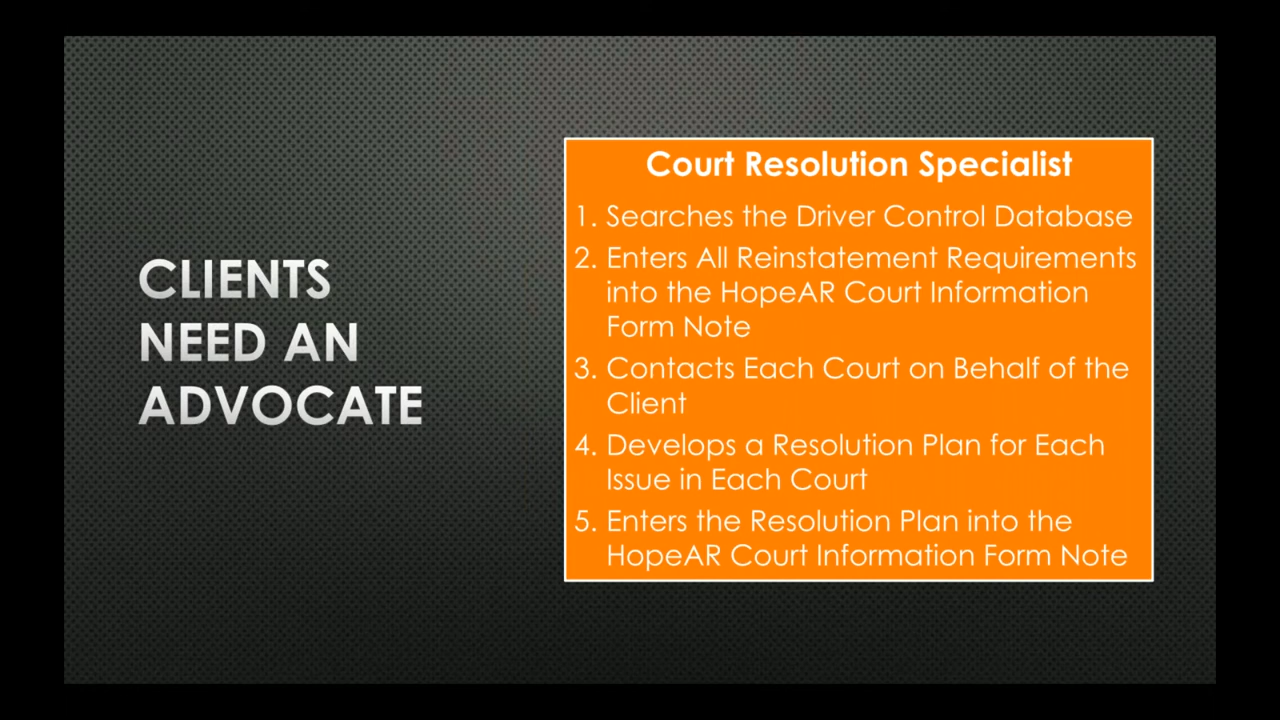 CLIENTS
NEED AN
ADVOCATE
Court Resolution Specialist
1. Searches the Driver Control Database
2. Enters All Reinstatement Requirements
into the HopeAR Court Information
Form Note
3. Contacts Each Court on Behalf of the
Client
4. Develops a Resolution Plan for Each
Issue in Each Court
5. Enters the Resolution Plan into the
HopeAR Court Information Form Note